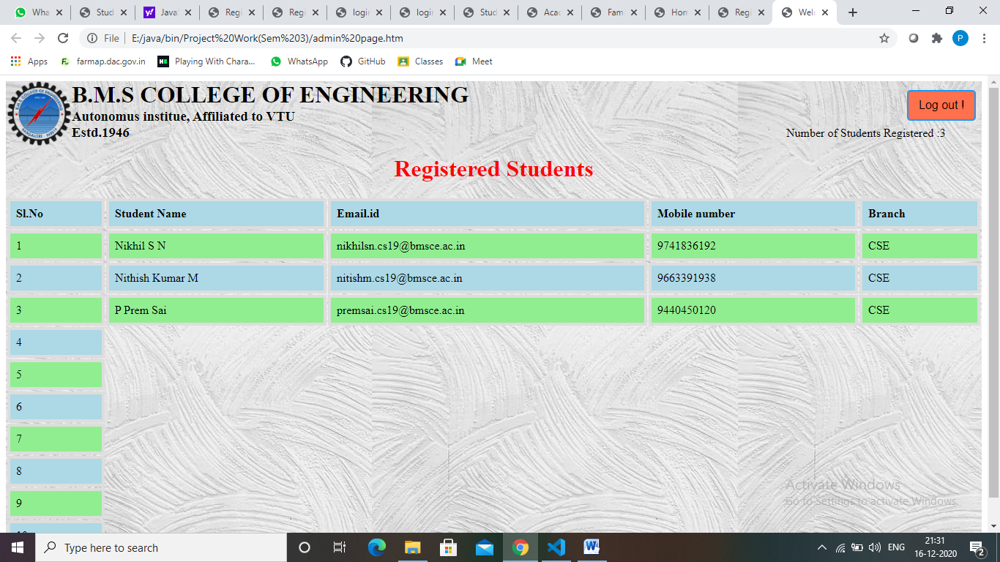 Wha
Stud
Java
Regi
Regi
login
login
Stud
Acac
Fam
Hon
Regi
Welc
File
E:/java/bin/Project%20Work(Sem%203)/admin%20page.htm
P
Apps
farmap.dac.gov.in
Playing With Chara...
WhatsApp
GitHub
Classes
Meet
B.M.S COLLEGE OF ENGINEERING
Autonomus institue, Affiliated to VTU
Estd.1946
Log out !
Number of Students Registered :3
Registered Students
Sl.No Student Name Email.id Mobile number Branch
1 Nikhil S N nikhilsn.cs19@bmsce.ac.in 9741836192 CSE
2 Nithish Kumar M nitishm.cs19@bmsce.ac.in 9663391938 CSE
3 P Prem Sai premsai.cs19@bmsce.ac.in 9440450120 CSE
4
5
6
7
8
9
Activate Windows
Go to Settings to activate Windows.
Type here to search
ENG
21:31
16-12-2020
2